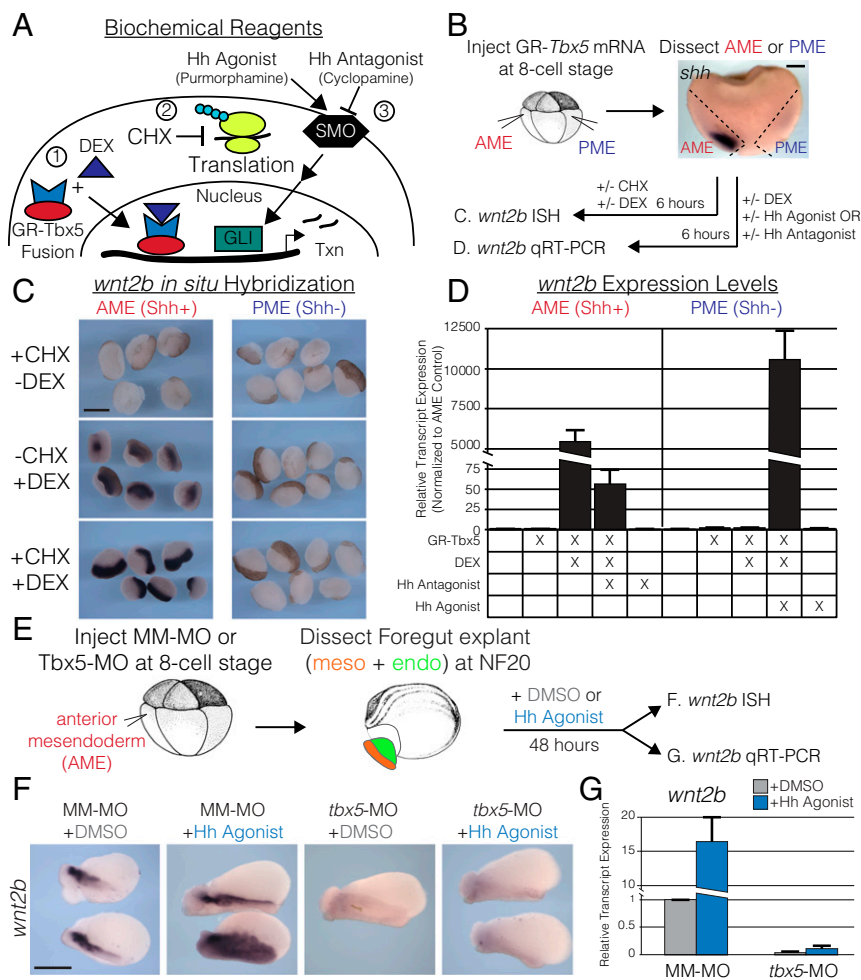 A
Biochemical Reagents
Hh Agonist
(Purmorphamine)
Hh Antagonist
(Cyclopamine)
②
③
CHX
SMO
①
DEX
Translation
+
Nucleus
GR-Tbx5
Fusion
GLI
Txn
B
Inject GR-Tbx5 mRNA
at 8-cell stage
Dissect AME or PME
shh
AME
PME
AME
PME
+/- CHX
+/- DEX
6 hours
+/- DEX
+/- Hh Agonist OR
+/- Hh Antagonist
C. wnt2b ISH
6 hours
D. wnt2b qRT-PCR
C
wnt2b in situ Hybridization
AME (Shh+)
PME (Shh-)
+CHX
-DEX
-CHX
+DEX
+CHX
+DEX
D
wnt2b Expression Levels
AME (Shh+)
PME (Shh-)
Relative Transcript Expression
(Normalized to AME Control)
12500
10000
7500
5000
75
50
25
0
GR-Tbx5
X
X
X
X
X
X
DEX
X
X
X
X
Hh Antagonist
X
X
Hh Agonist
X
X
E
Inject MM-MO or
Tbx5-MO at 8-cell stage
Dissect Foregut explant
(meso + endo) at NF20
anterior
mesendoderm
(AME)
+ DMSO or
Hh Agonist
48 hours
F. wnt2b ISH
G. wnt2b qRT-PCR
F
MM-MO
+DMSO
MM-MO
+Hh Agonist
tbx5-MO
+DMSO
tbx5-MO
+Hh Agonist
wnt2b
G
+DMSO
+Hh Agonist
wnt2b
Relative Transcript Expression
20
15
10
1
0.5
0
MM-MO
tbx5-MO